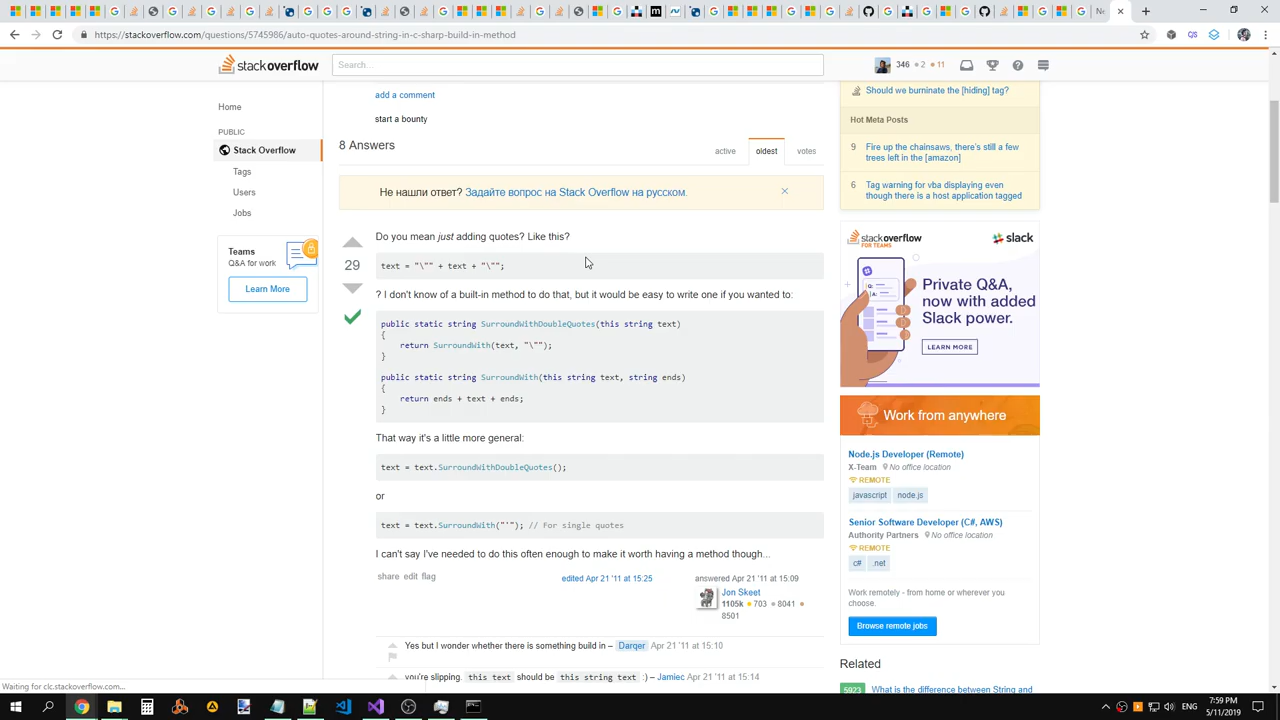 Ne
https://stackoverflow.com/questions/5745986/auto-quotes-around-string-in-c-sharp-build-in-method
QS
stackoverflow
Search...
346 2 11
Home
PUBLIC
Stack Overflow
Tags
Users
Jobs
Teams
Q&A for work
Learn More
add a comment
start a bounty
8 Answers
active oldest votes
Не нашли ответ? Задайте вопрос на Stack Overflow на русском.
29
Do you mean just adding quotes? Like this?
text = "\"" + text + "\"";
? I don't know of a built-in method to do that, but it would be easy to write one if you wanted to:
public static string SurroundWithDoubleQuotes(this string text)
{
return SurroundWith(text, "\"");
}
public static string SurroundWith(this string text, string ends)
{
return ends + text + ends;
}
That way it's a little more general:
text = text.SurroundWithDoubleQuotes();
or
text = text.SurroundWith("'"); // For single quotes
I can't say I've needed to do this often enough to make it worth having a method though...
share edit flag
edited Apr 21 '11 at 15:25
answered Apr 21 '11 at 15:09
Jon Skeet
1105k 703 8041
8501
Yes but I wonder whether there is something build in – Darqer Apr 21 '11 at 15:10
you're slipping. this text should be this string text :) – Jamiec Apr 21 '11 at 15:14
Should we burninate the [hiding] tag?
Hot Meta Posts
9 Fire up the chainsaws, there's still a few
trees left in the [amazon]
6 Tag warning for vba displaying even
though there is a host application tagged
stackoverflow
FOR TEAMS
slack
Private Q&A,
now with added
Slack power.
LEARN MORE
Work from anywhere
Node.js Developer (Remote)
X-Team No office location
REMOTE
javascript node.js
Senior Software Developer (C#, AWS)
Authority Partners No office location
REMOTE
c# .net
Work remotely - from home or wherever you
choose.
Browse remote jobs
Related
5923 What is the difference between String and
Waiting for clc.stackoverflow.com...
ENG
7:59 PM
5/11/2019